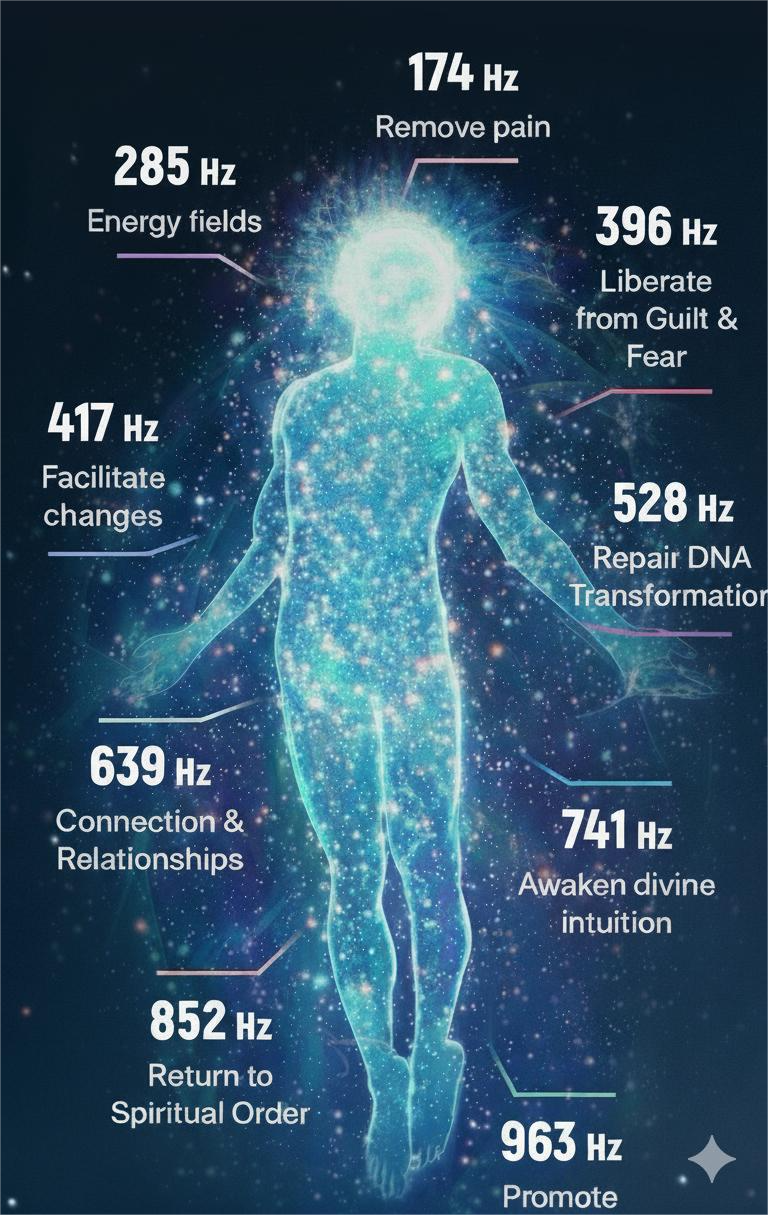 174 Hz
Remove pain
285 Hz
Energy fields
396 Hz
Liberate
from Guilt &
Fear
417 Hz
Facilitate
changes
528 Hz
Repair DNA
Transformation
639 Hz
Connection &
Relationships
741 Hz
Awaken divine
intuition
852 Hz
Return to
Spiritual Order
963 Hz
Promote